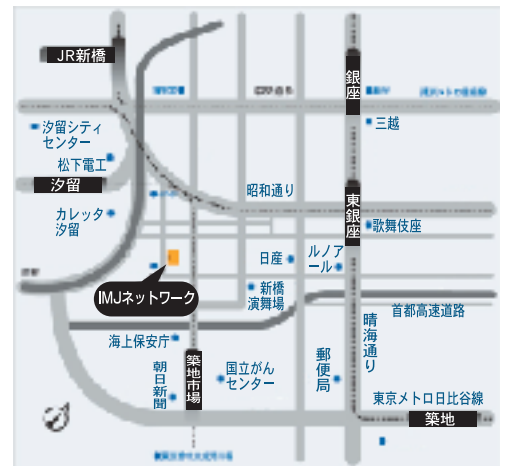 JR新橋
銀座
汐留シティ
センター
三越
松下電工
汐留
昭和通り
東銀座
カレッタ
汐留
歌舞伎座
日産
ルノア
ール
IMJネットワーク
新橋
演舞場
首都高速道路
海上保安庁
晴海通り
築地市場
朝日新聞
国立がん
センター
郵便局
東京メトロ日比谷線
築地